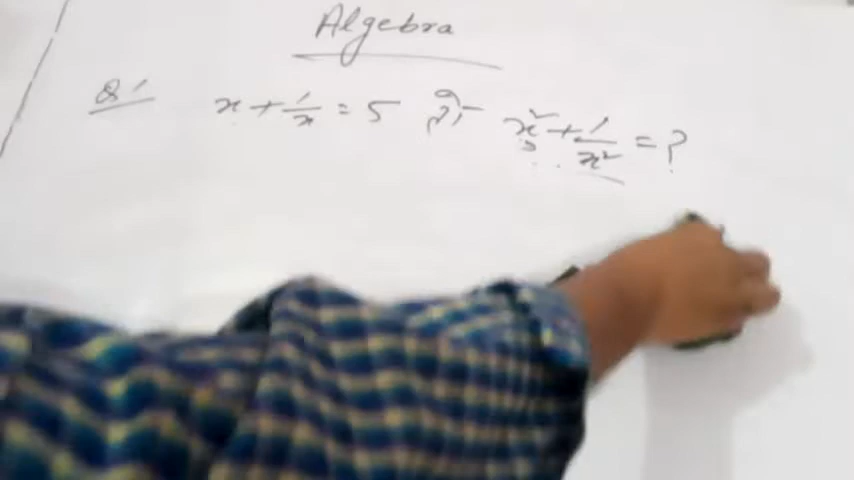 Algebra
Q1 x + 1/x = 5 तो x² + 1/x² = ?